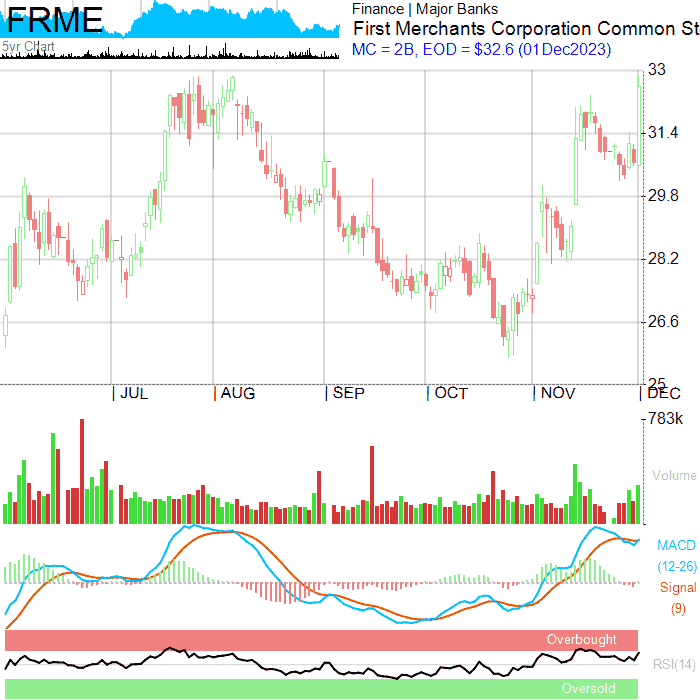 FRME
5yr Chart
Finance | Major Banks
First Merchants Corporation Common St
MC = 2B, EOD = $32.6 (01Dec2023)
33
31.4
29.8
28.2
26.6
25
JUL AUG SEP OCT NOV DEC
783k
Volume
MACD
(12-26)
Signal
(9)
Overbought
RSI(14)
Oversold